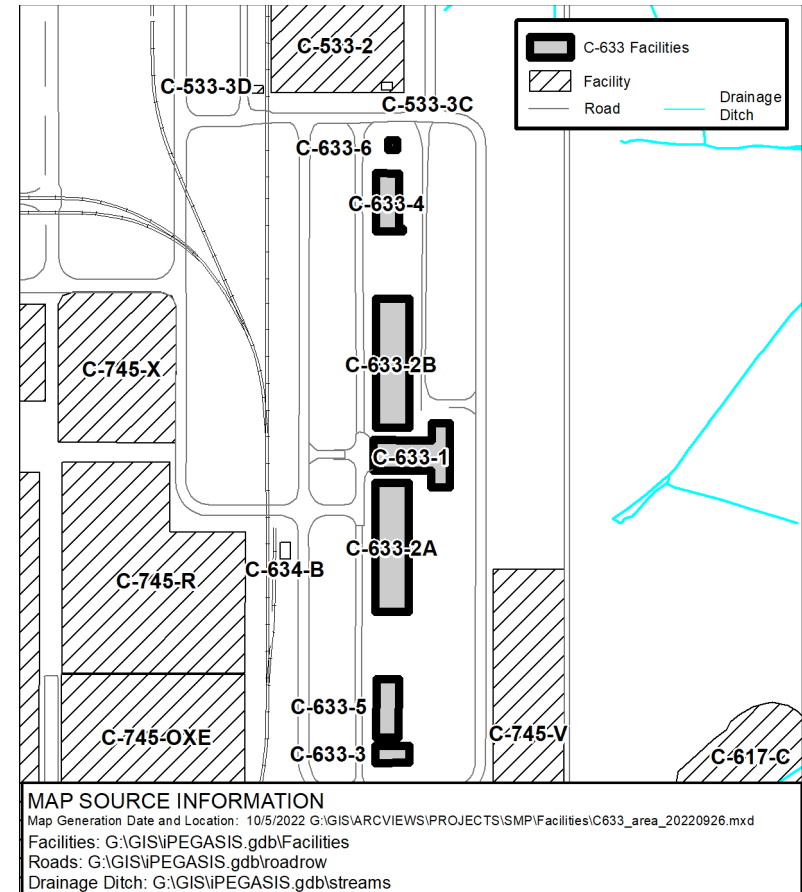 C-533-2
C-633 Facilities
Facility
Road
Drainage
Ditch
C-533-3D
C-533-3C
C-633-6
C-633-4
C-745-X
C-633-2B
C-633-1
C-633-2A
C-634-B
C-745-R
C-633-5
C-745-OXE
C-745-V
C-633-3
C-617-C
MAP SOURCE INFORMATION
Map Generation Date and Location: 10/5/2022 G:\GIS\ARCVIEWS\PROJECTS\SMP\Facilities\C633_area_20220926.mxd
Facilities: G:\GIS\iPEGASIS.gdb\Facilities
Roads: G:\GIS\iPEGASIS.gdb\roadrow
Drainage Ditch: G:\GIS\iPEGASIS.gdb\streams